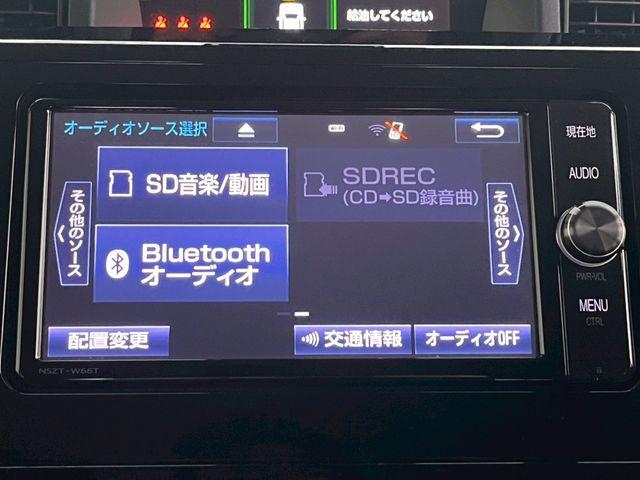 給油してください
オーディオソース選択
Wi-Fi
現在地
SD音楽/動画
SDREC
(CD➡SD録音曲)
AUDIO
その他のソース
その他のソース
Bluetooth
オーディオ
PWR-VOL
MENU
CTRL
配置変更
交通情報
オーディオOFF
NSZT-W66T